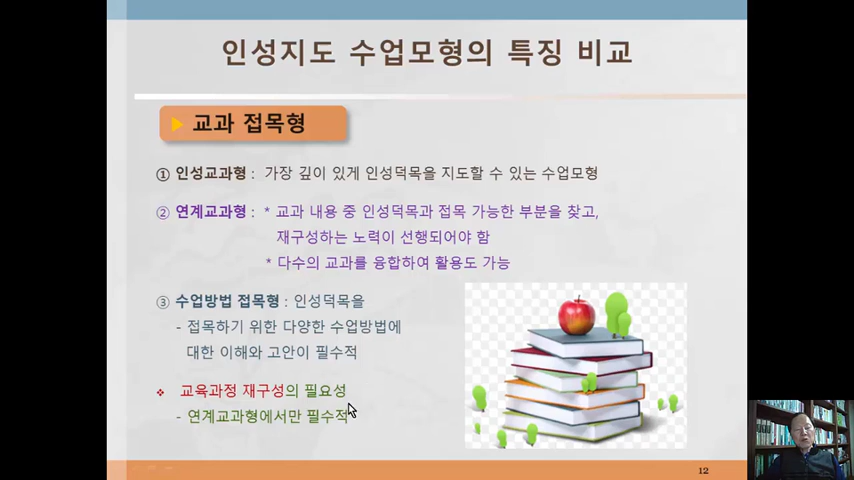 인성지도 수업모형의 특징 비교
교과 접목형
① 인성교과형 : 가장 깊이 있게 인성덕목을 지도할 수 있는 수업모형
② 연계교과형 : * 교과 내용 중 인성덕목과 접목 가능한 부분을 찾고,
재구성하는 노력이 선행되어야 함
* 다수의 교과를 융합하여 활용도 가능
③ 수업방법 접목형 : 인성덕목을
- 접목하기 위한 다양한 수업방법에
대한 이해와 고안이 필수적
❖ 교육과정 재구성의 필요성
- 연계교과형에서만 필수적
12